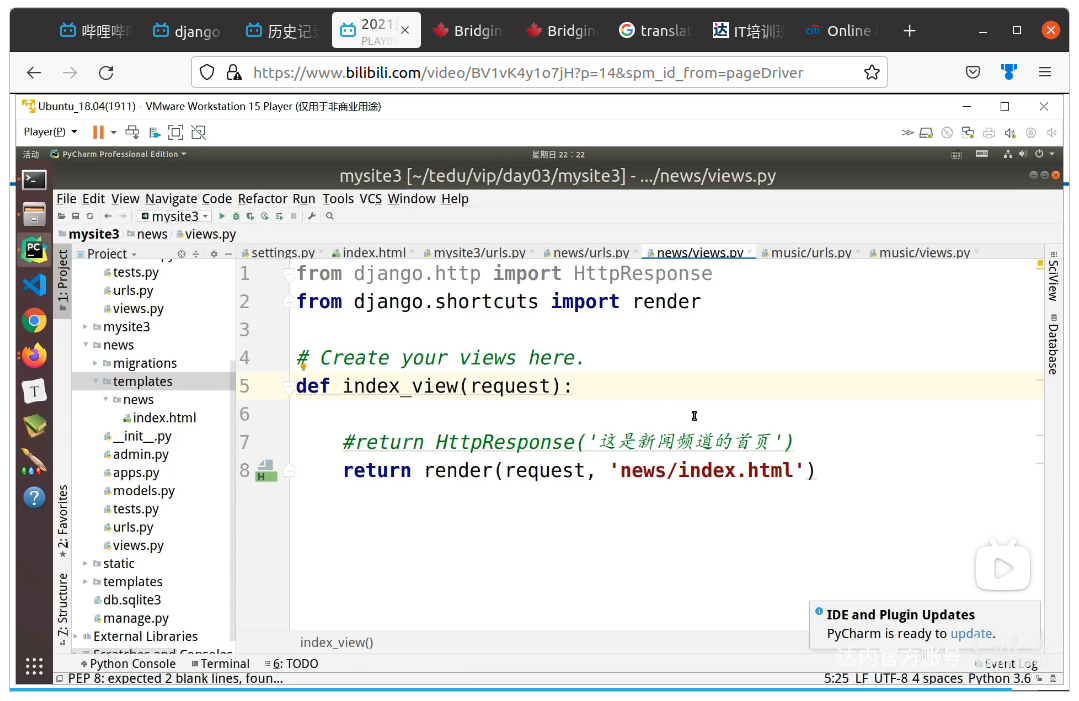 哔哩哔
django
历史记
2021
PLAYIN
Bridgin
Bridgin
translat
IT培训
Online
https://www.bilibili.com/video/BV1vK4y1o7jH?p=14&spm_id_from=pageDriver
Ubuntu_18.04(1911) - VMware Workstation 15 Player (仅用于非商业用途)
Player(P)
活动 PyCharm Professional Edition
星期日 22：22
mysite3 [~/tedu/vip/day03/mysite3] - .../news/views.py
File Edit View Navigate Code Refactor Run Tools VCS Window Help
mysite3
mysite3 news views.py
Project
settings.py index.html mysite3/urls.py news/urls.py news/views.py music/urls.py music/views.py
1: Project
tests.py
urls.py
views.py
mysite3
news
migrations
templates
news
index.html
__init__.py
admin.py
apps.py
models.py
tests.py
urls.py
views.py
static
templates
db.sqlite3
manage.py
External Libraries
Scratches and Consoles
2: Favorites
Z: Structure
1 from django.http import HttpResponse
2 from django.shortcuts import render
3
4 # Create your views here.
5 def index_view(request):
6
7 #return HttpResponse('这是新闻频道的首页')
8 return render(request, 'news/index.html')
SciView
Database
index_view()
IDE and Plugin Updates
PyCharm is ready to update.
达内官方账号
Python Console Terminal 6: TODO
Event Log
PEP 8: expected 2 blank lines, foun...
5:25 LF UTF-8 4 spaces Python 3.6